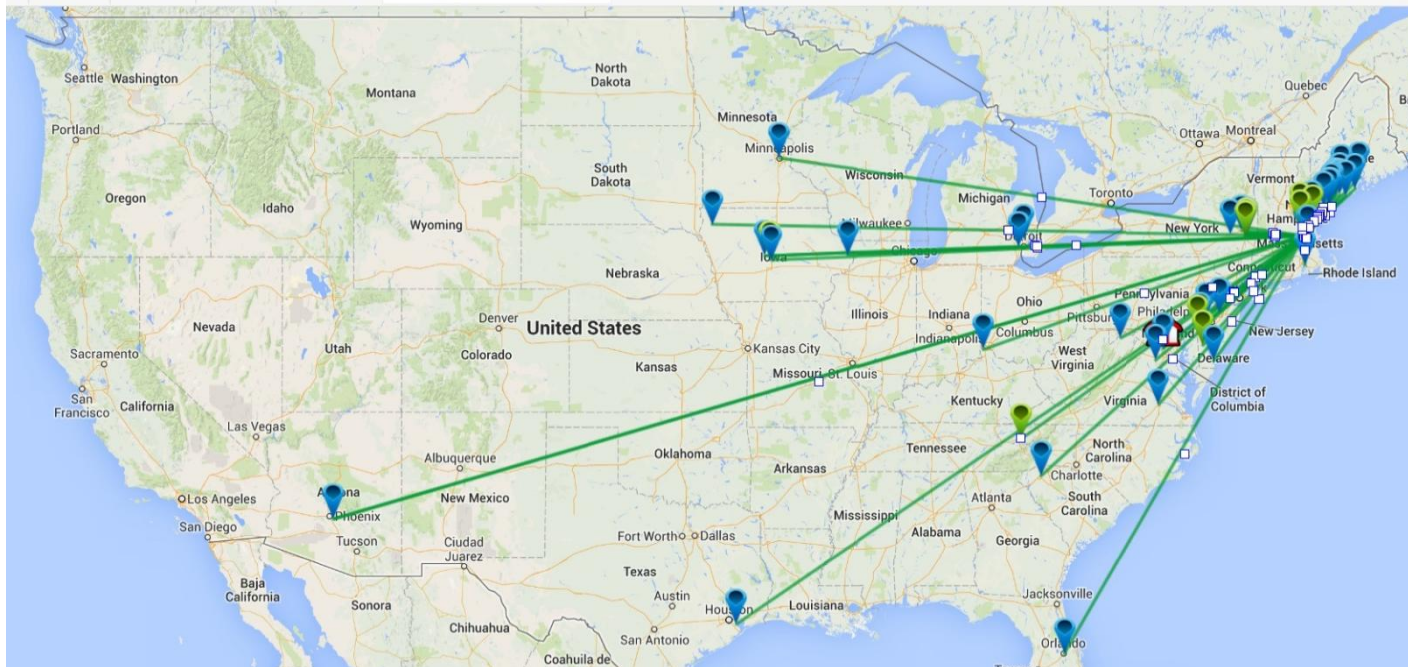 Quebec
Seattle
Washington
North
Dakota
Montana
Minnesota
Portland
Ottawa
Montreal
Minneapolis
South
Dakota
Wisconsin
Toronto
Vermont
Oregon
Idaho
Michigan
Wyoming
Milwaukee
New York
Detroit
Chicago
Iowa
Massachusetts
Connecticut
Rhode Island
Nebraska
Pennsylvania
Ohio
Illinois
Indiana
Indianapolis
Columbus
Pittsburgh
Philadelphia
New Jersey
Nevada
Utah
Denver
United States
Colorado
Kansas City
Kansas
Missouri
St. Louis
West
Virginia
Delaware
Sacramento
San
Francisco
California
Kentucky
Virginia
District of
Columbia
Las Vegas
Albuquerque
Oklahoma
Tennessee
North
Carolina
Arkansas
Charlotte
Los Angeles
Arizona
New Mexico
Phoenix
Atlanta
South
Carolina
San Diego
Mississippi
Tucson
Ciudad
Juarez
Fort Worth
Dallas
Alabama
Georgia
Texas
Baja
California
Sonora
Austin
Houston
Louisiana
Jacksonville
Chihuahua
San Antonio
Orlando
Coahuila de